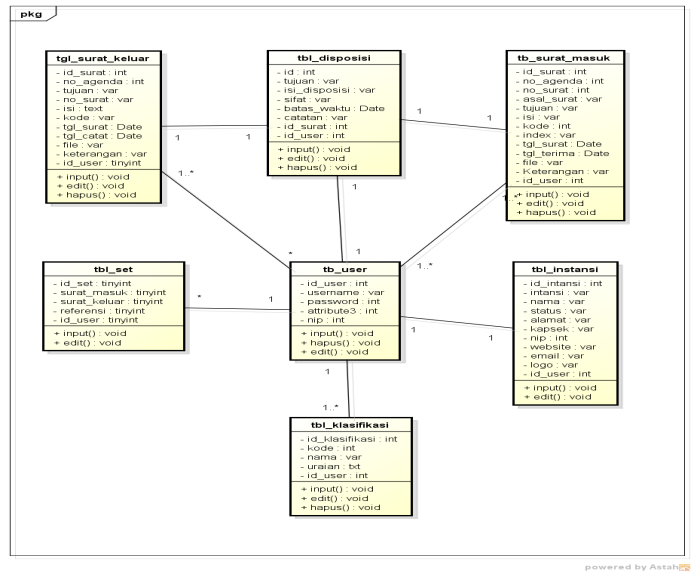 pkg
tgl_surat_keluar
- id_surat : int
- no_agenda : int
- tujuan : var
- no_surat : var
- isi : text
- kode : var
- tgl_surat : Date
- tgl_catat : Date
- file : var
- keterangan : var
- id_user : tinyint
+ input() : void
+ edit() : void
+ hapus() : void
tbl_disposisi
- id : int
- tujuan : var
- isi_disposisi : var
- sifat : var
- batas_waktu : Date
- catatan : var
- id_surat : int
- id_user : int
+ input() : void
+ edit() : void
+ hapus() : void
tb_surat_masuk
- id_surat : int
- no_agenda : int
- no_surat : int
- asal_surat : var
- tujuan : var
- isi : var
- kode : int
- index : var
- tgl_surat : Date
- tgl_terima : Date
- file : var
- Keterangan : var
- id_user : int
+ input() : void
+ edit() : void
+ hapus() : void
1
1
1
1
1..*
*
1
1
1..*
1..*
tbl_set
- id_set : tinyint
- surat_masuk : tinyint
- surat_keluar : tinyint
- referensi : tinyint
- id_user : tinyint
+ input() : void
+ edit() : void
*
1
tb_user
- id_user : int
- username : var
- password : int
- attribute3 : int
- nip : int
+ input() : void
+ hapus() : void
+ edit() : void
1
1
tbl_instansi
- id_intansi : int
- intansi : var
- nama : var
- status : var
- alamat : var
- kapsek : var
- nip : int
- website : var
- email : var
- logo : var
- id_user : int
+ input() : void
+ edit() : void
1
1..*
tbl_klasifikasi
- id_klasifikasi : int
- kode : int
- nama : var
- uraian : txt
- id_user : int
+ input() : void
+ edit() : void
+ hapus() : void
powered by Astah